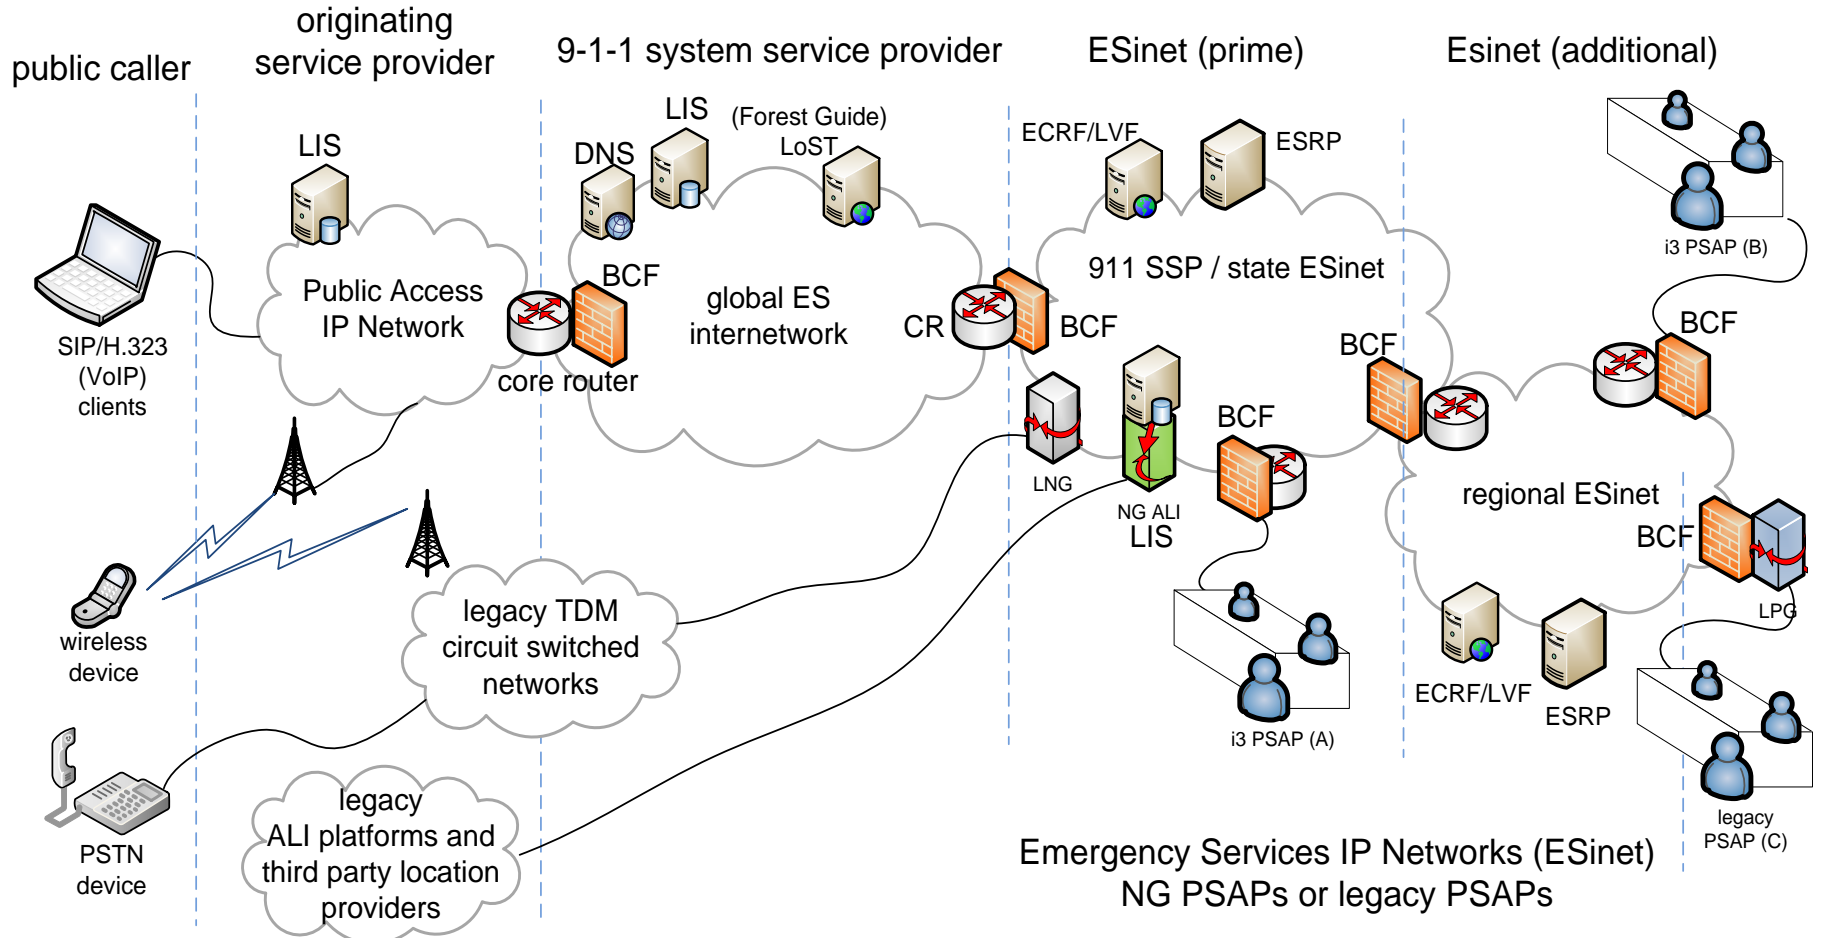 public caller
originating
service provider
9-1-1 system service provider
ESinet (prime)
Esinet (additional)
LIS
DNS
LIS
(Forest Guide)
LoST
ECRF/LVF
ESRP
i3 PSAP (B)
Public Access
IP Network
BCF
core router
global ES
internetwork
CR
BCF
911 SSP / state ESinet
BCF
BCF
SIP/H.323
(VoIP)
clients
LNG
NG ALI
LIS
BCF
regional ESinet
BCF
LPG
wireless
device
legacy TDM
circuit switched
networks
i3 PSAP (A)
ECRF/LVF
ESRP
legacy
PSAP (C)
PSTN
device
legacy
ALI platforms and
third party location
providers
Emergency Services IP Networks (ESinet)
NG PSAPs or legacy PSAPs